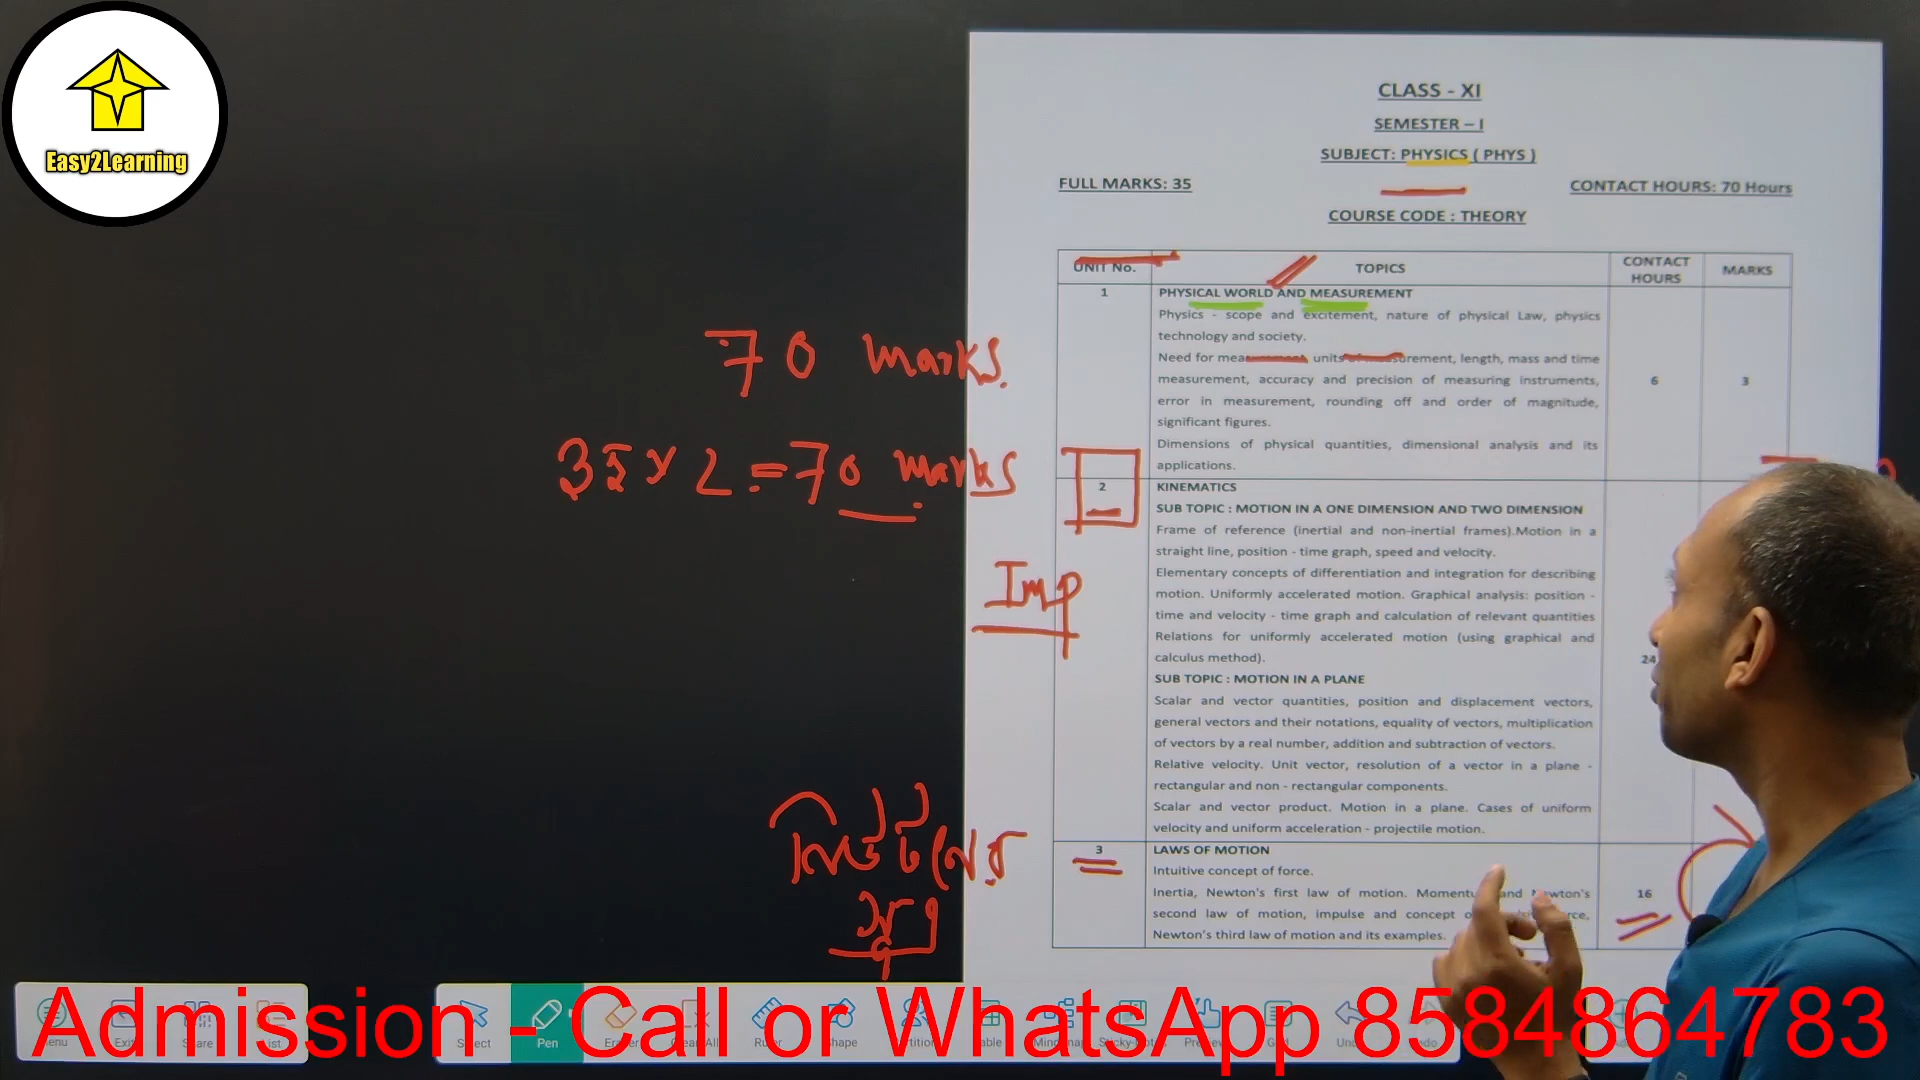 Easy2Learning
CLASS - XI
SEMESTER – I
SUBJECT: PHYSICS ( PHYS )
FULL MARKS: 35
CONTACT HOURS: 70 Hours
COURSE CODE : THEORY
UNIT No.
TOPICS
CONTACT HOURS
MARKS
1
PHYSICAL WORLD AND MEASUREMENT
Physics - scope and excitement, nature of physical Law, physics
technology and society.
Need for units length, mass and time
measurement, accuracy and precision of measuring instruments,
error in measurement, rounding off and order of magnitude,
significant figures.
Dimensions of physical quantities, dimensional analysis and its
applications.
6
3
70 marks.
35 x 2 = 70 marks
Imp
2
KINEMATICS
SUB TOPIC : MOTION IN A ONE DIMENSION AND TWO DIMENSION
Frame of reference (inertial and non-inertial frames).Motion in a
straight line, position - time graph, speed and velocity.
Elementary concepts of differentiation and integration for describing
motion. Uniformly accelerated motion. Graphical analysis: position -
time and velocity - time graph and calculation of relevant quantities
Relations for uniformly accelerated motion (using graphical and
calculus method).
SUB TOPIC : MOTION IN A PLANE
Scalar and vector quantities, position and displacement vectors,
general vectors and their notations, equality of vectors, multiplication
of vectors by a real number, addition and subtraction of vectors.
Relative velocity. Unit vector, resolution of a vector in a plane -
rectangular and non - rectangular components.
Scalar and vector product. Motion in a plane. Cases of uniform
velocity and uniform acceleration - projectile motion.
24
3
LAWS OF MOTION
Intuitive concept of force.
Inertia, Newton's first law of motion. and
second law of motion, impulse and concept
Newton's third law of motion and its examples.
16
Select
Pen
Admission - Call or WhatsApp 8584864783